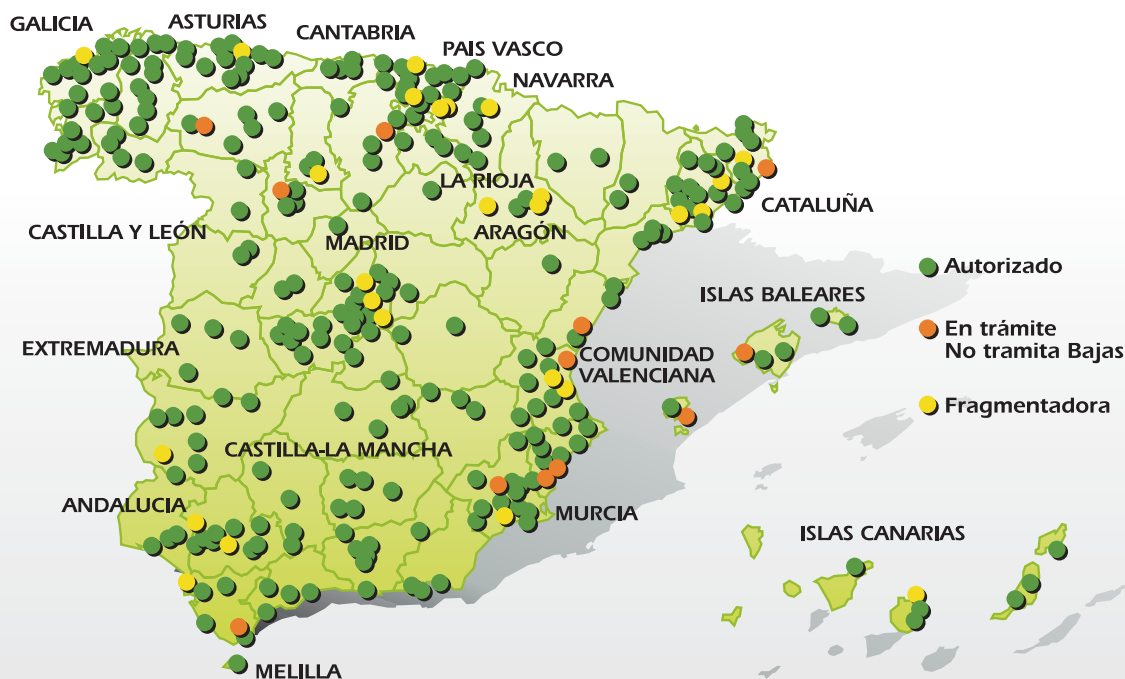 GALICIA
ASTURIAS
CANTABRIA
PAIS VASCO
NAVARRA
LA RIOJA
CATALUÑA
CASTILLA Y LEÓN
MADRID
ARAGÓN
Autorizado
ISLAS BALEARES
En trámite
No tramita Bajas
EXTREMADURA
COMUNIDAD
VALENCIANA
Fragmentadora
CASTILLA-LA MANCHA
ANDALUCIA
MURCIA
ISLAS CANARIAS
MELILLA